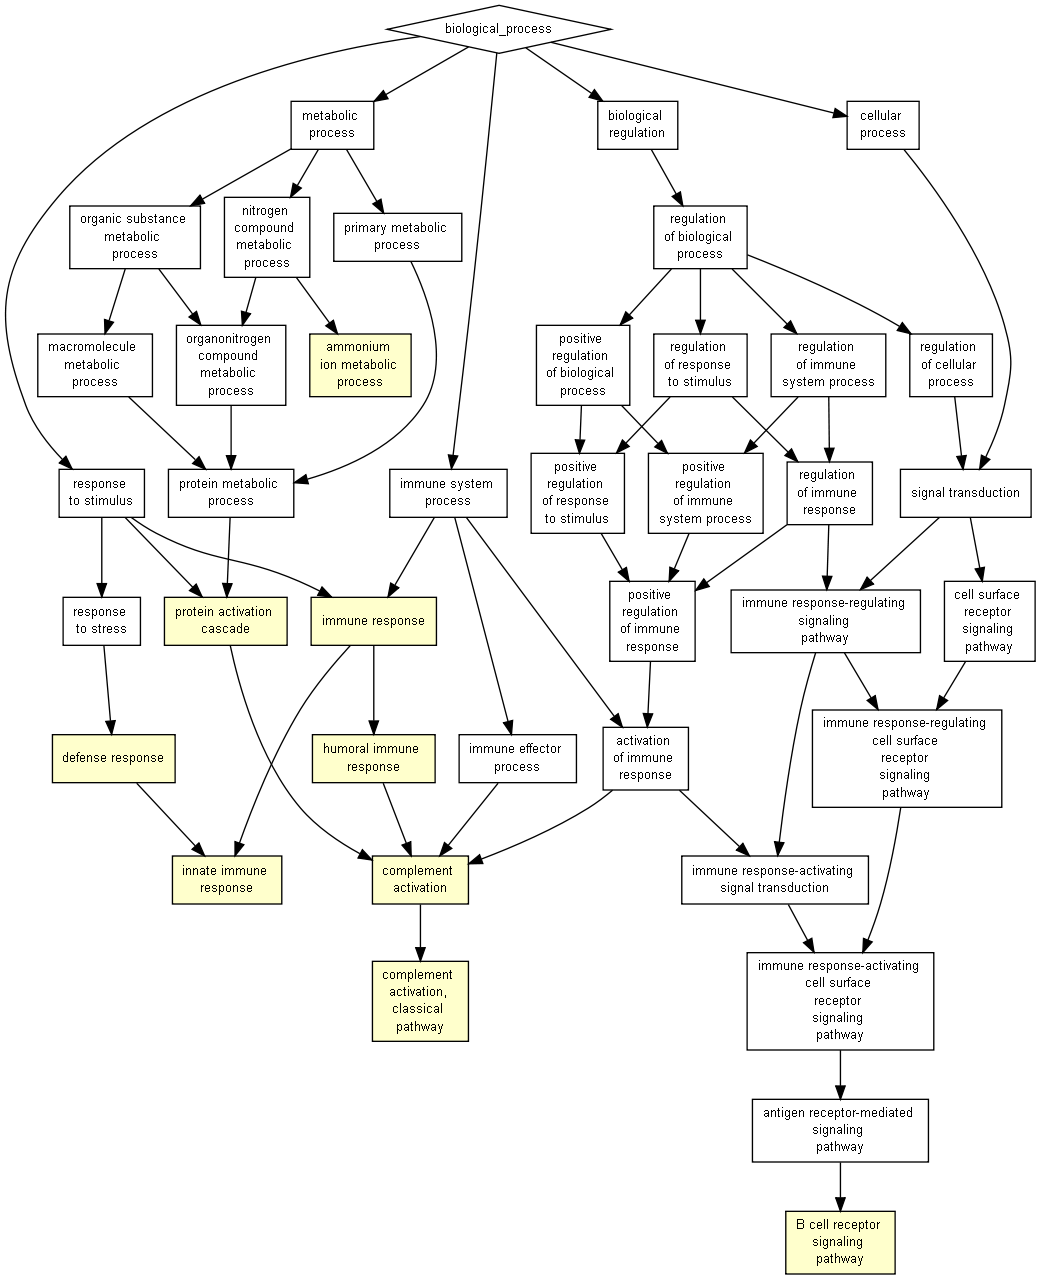 biological_process
metabolic
process
biological
regulation
cellular
process
organic substance
metabolic
process
nitrogen
compound
metabolic
process
primary metabolic
process
regulation
of biological
process
macromolecule
metabolic
process
organonitrogen
compound
metabolic
process
ammonium
ion metabolic
process
positive
regulation
of biological
process
regulation
of response
to stimulus
regulation
of immune
system process
regulation
of cellular
process
response
to stimulus
protein metabolic
process
immune system
process
positive
regulation
of response
to stimulus
positive
regulation
of immune
system process
regulation
of immune
response
signal transduction
response
to stress
protein activation
cascade
immune response
positive
regulation
of immune
response
immune response-regulating
signaling
pathway
cell surface
receptor
signaling
pathway
defense response
humoral immune
response
immune effector
process
activation
of immune
response
immune response-regulating
cell surface
receptor
signaling
pathway
innate immune
response
complement
activation
immune response-activating
signal transduction
complement
activation,
classical
pathway
immune response-activating
cell surface
receptor
signaling
pathway
antigen receptor-mediated
signaling
pathway
B cell receptor
signaling
pathway